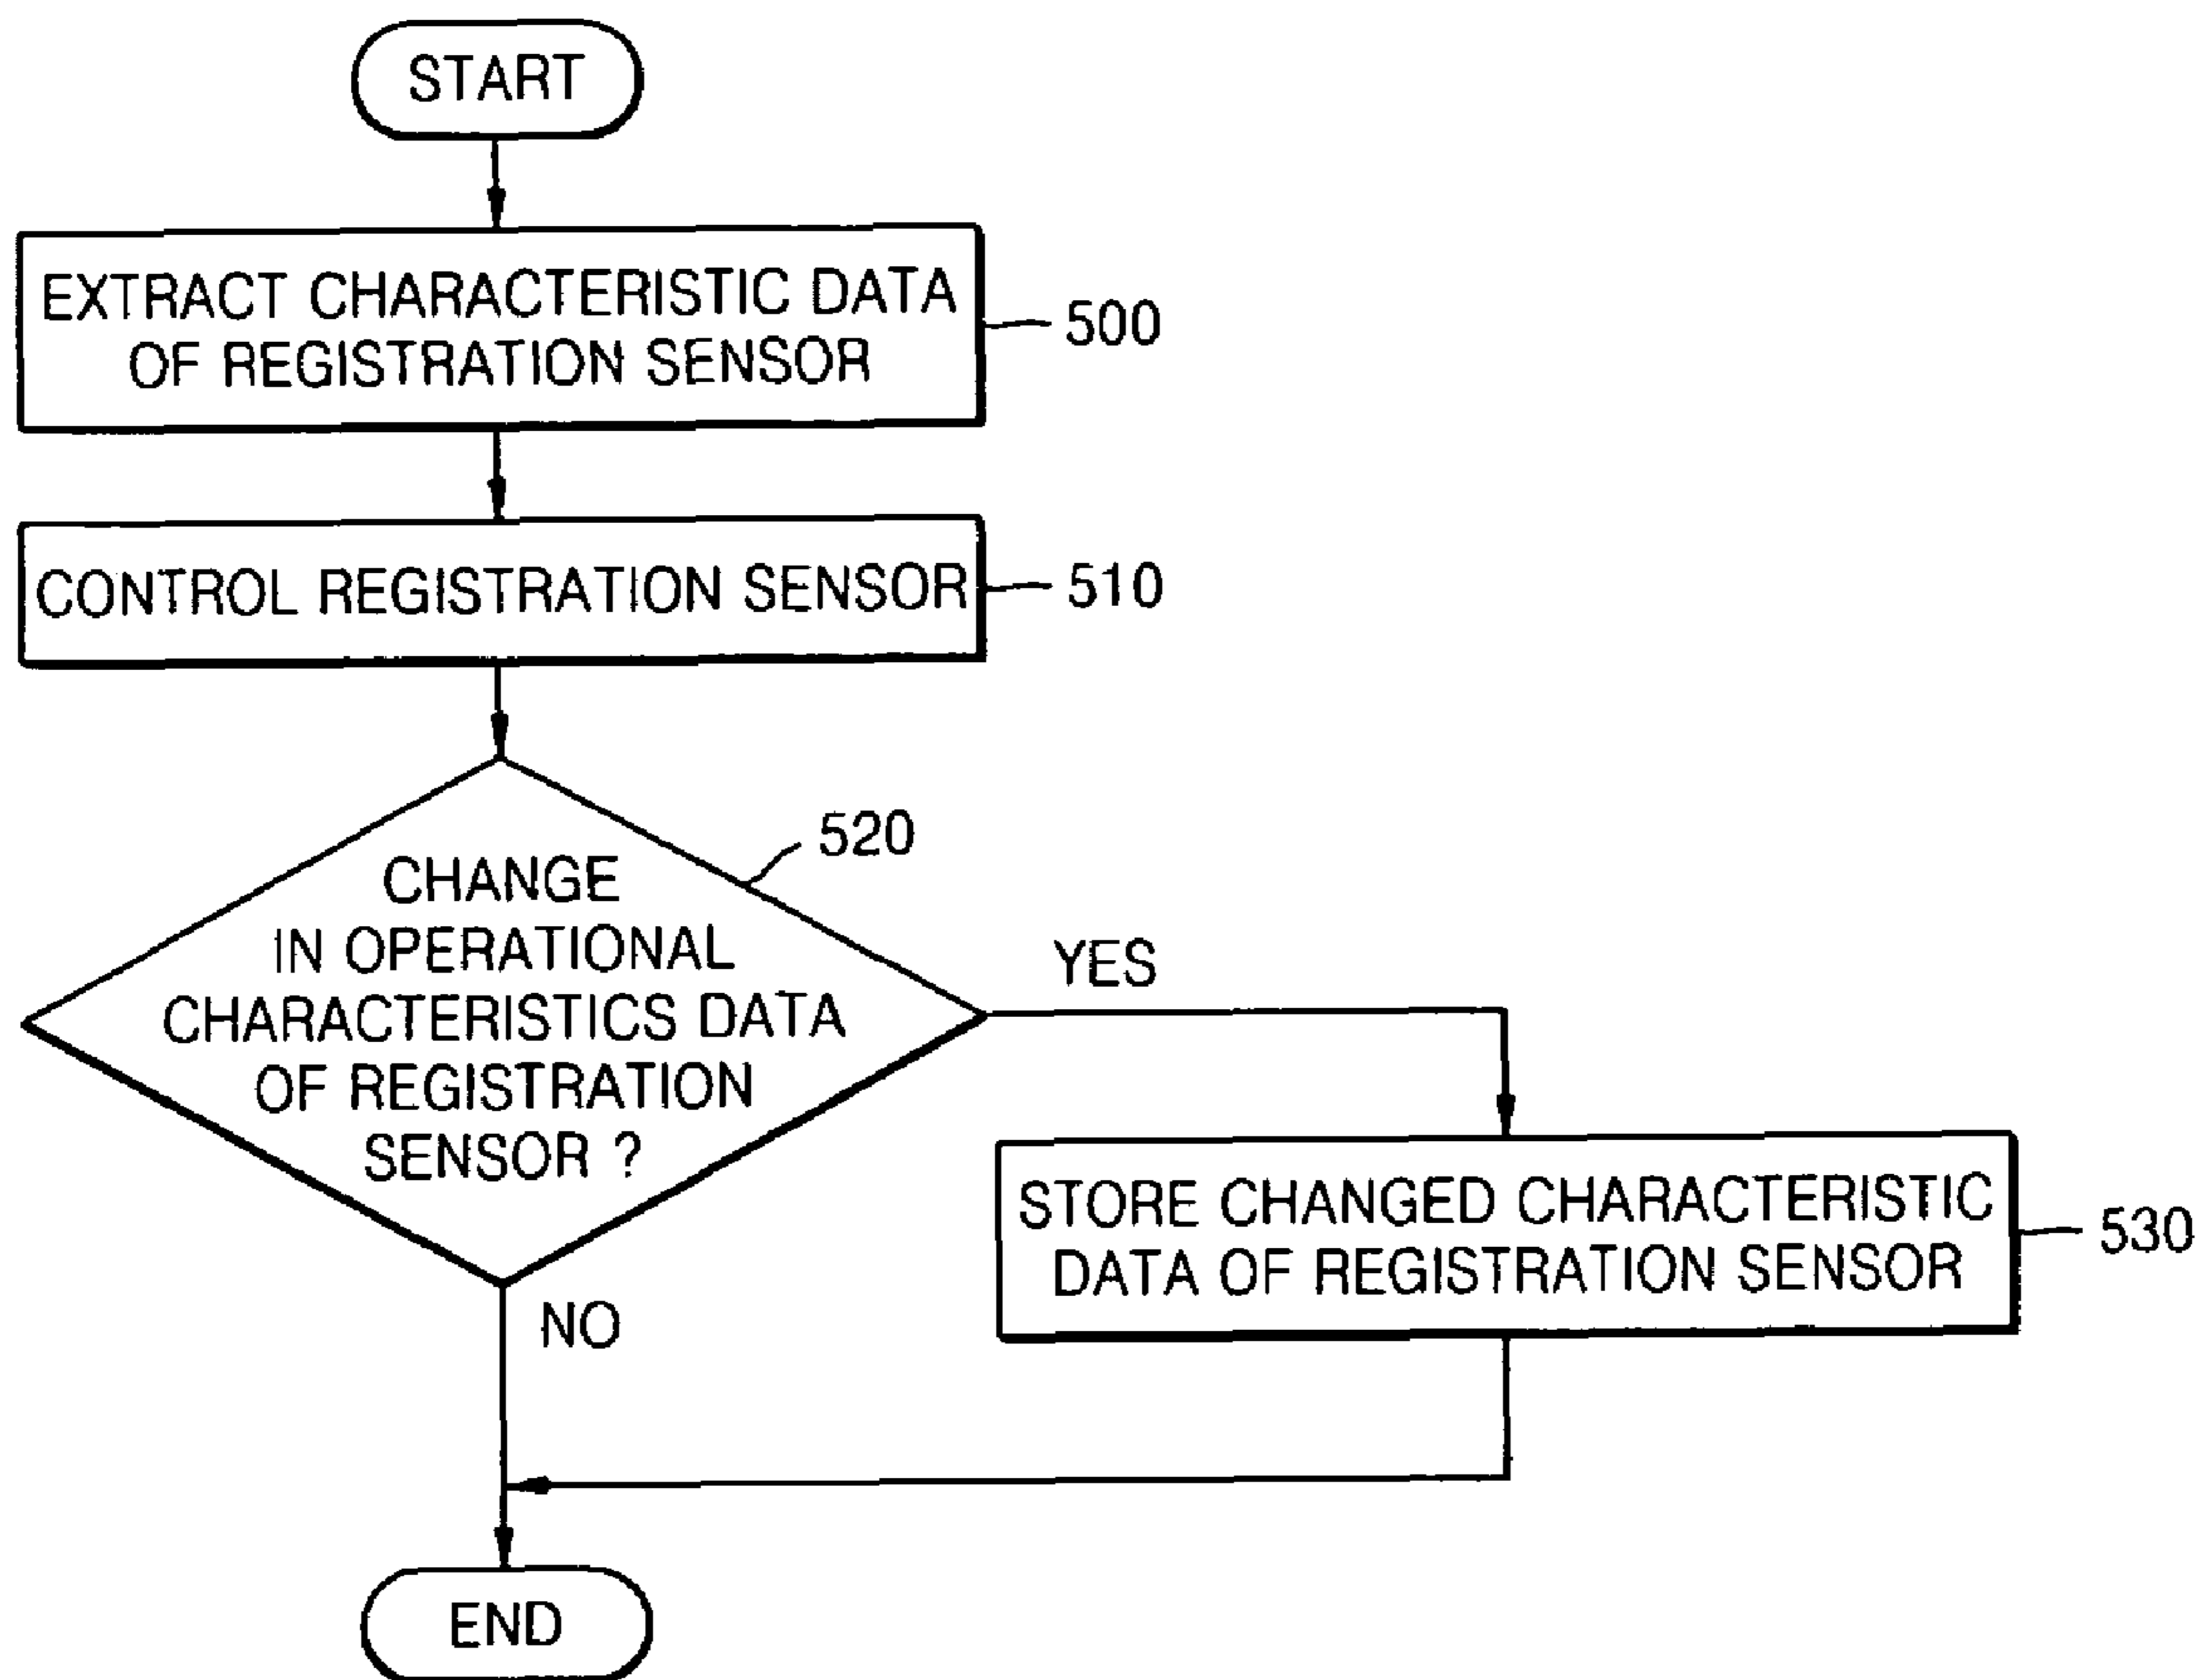 START
EXTRACT CHARACTERISTIC DATA
OF REGISTRATION SENSOR
500
CONTROL REGISTRATION SENSOR
510
520
CHANGE
IN OPERATIONAL
CHARACTERISTICS DATA
OF REGISTRATION
SENSOR ?
YES
STORE CHANGED CHARACTERISTIC
DATA OF REGISTRATION SENSOR
530
NO
END